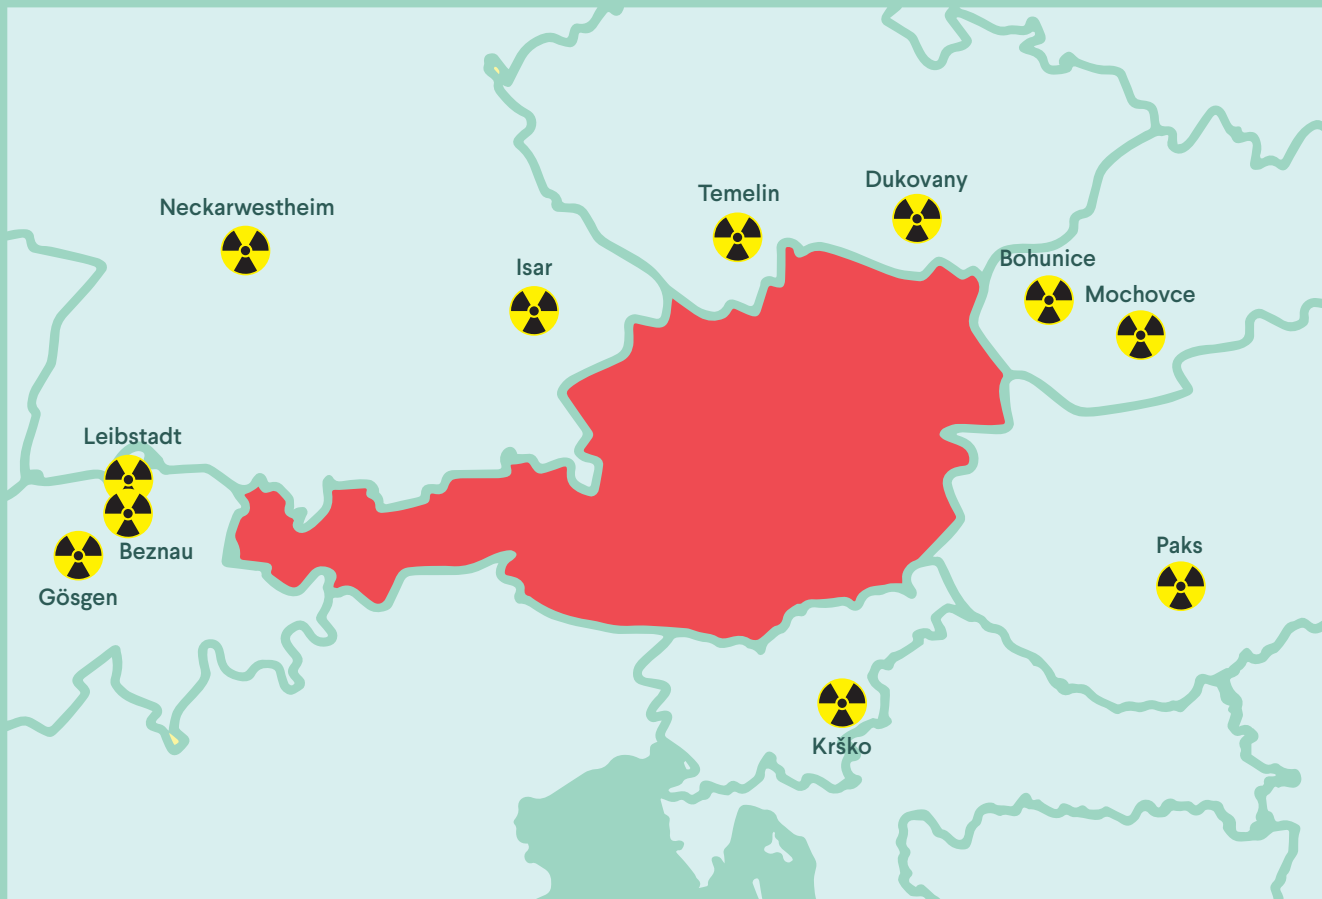 Dukovany
Temelin
Neckarwestheim
Bohunice
Isar
Mochovce
Leibstadt
Paks
Beznau
Gösgen
Krško